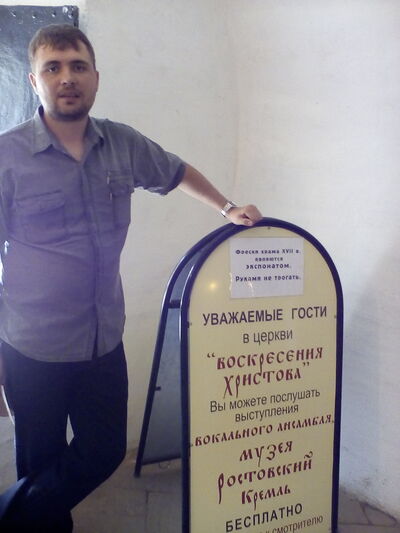 Фрески храма XVII в.
являются
ЭКСПОНАТОМ.
Руками не трогать.
УВАЖАЕМЫЕ ГОСТИ
в церкви
"ВОСКРЕСЕНИЯ
ХРИСТОВА"
Вы можете послушать
выступления
ВОКАЛЬНОГО АНСАМБЛЯ
МУЗЕЯ
РОСТОВСКИЙ
КРЕМЛЬ
БЕСПЛАТНО
смотрителю